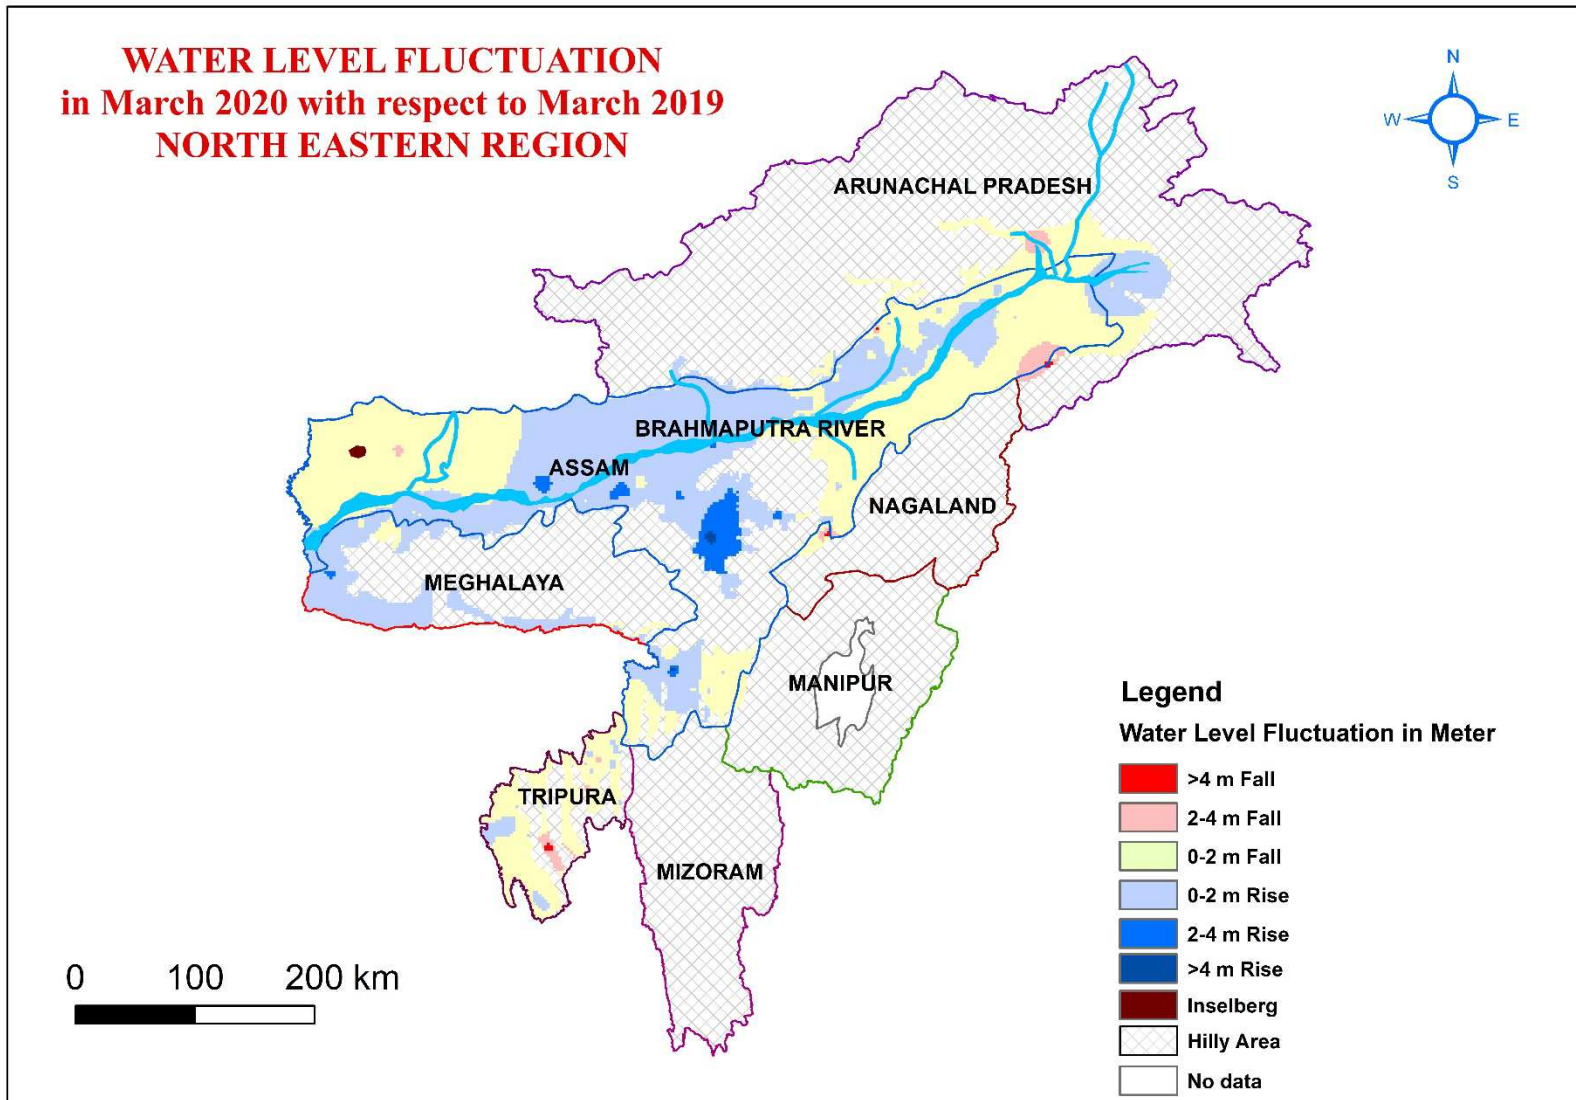 WATER LEVEL FLUCTUATION
in March 2020 with respect to March 2019
NORTH EASTERN REGION
N
W
E
S
ARUNACHAL PRADESH
BRAHMAPUTRA RIVER
ASSAM
NAGALAND
MEGHALAYA
MANIPUR
TRIPURA
MIZORAM
Legend
Water Level Fluctuation in Meter
>4 m Fall
2-4 m Fall
0-2 m Fall
0-2 m Rise
2-4 m Rise
>4 m Rise
Inselberg
Hilly Area
No data
0 100 200 km